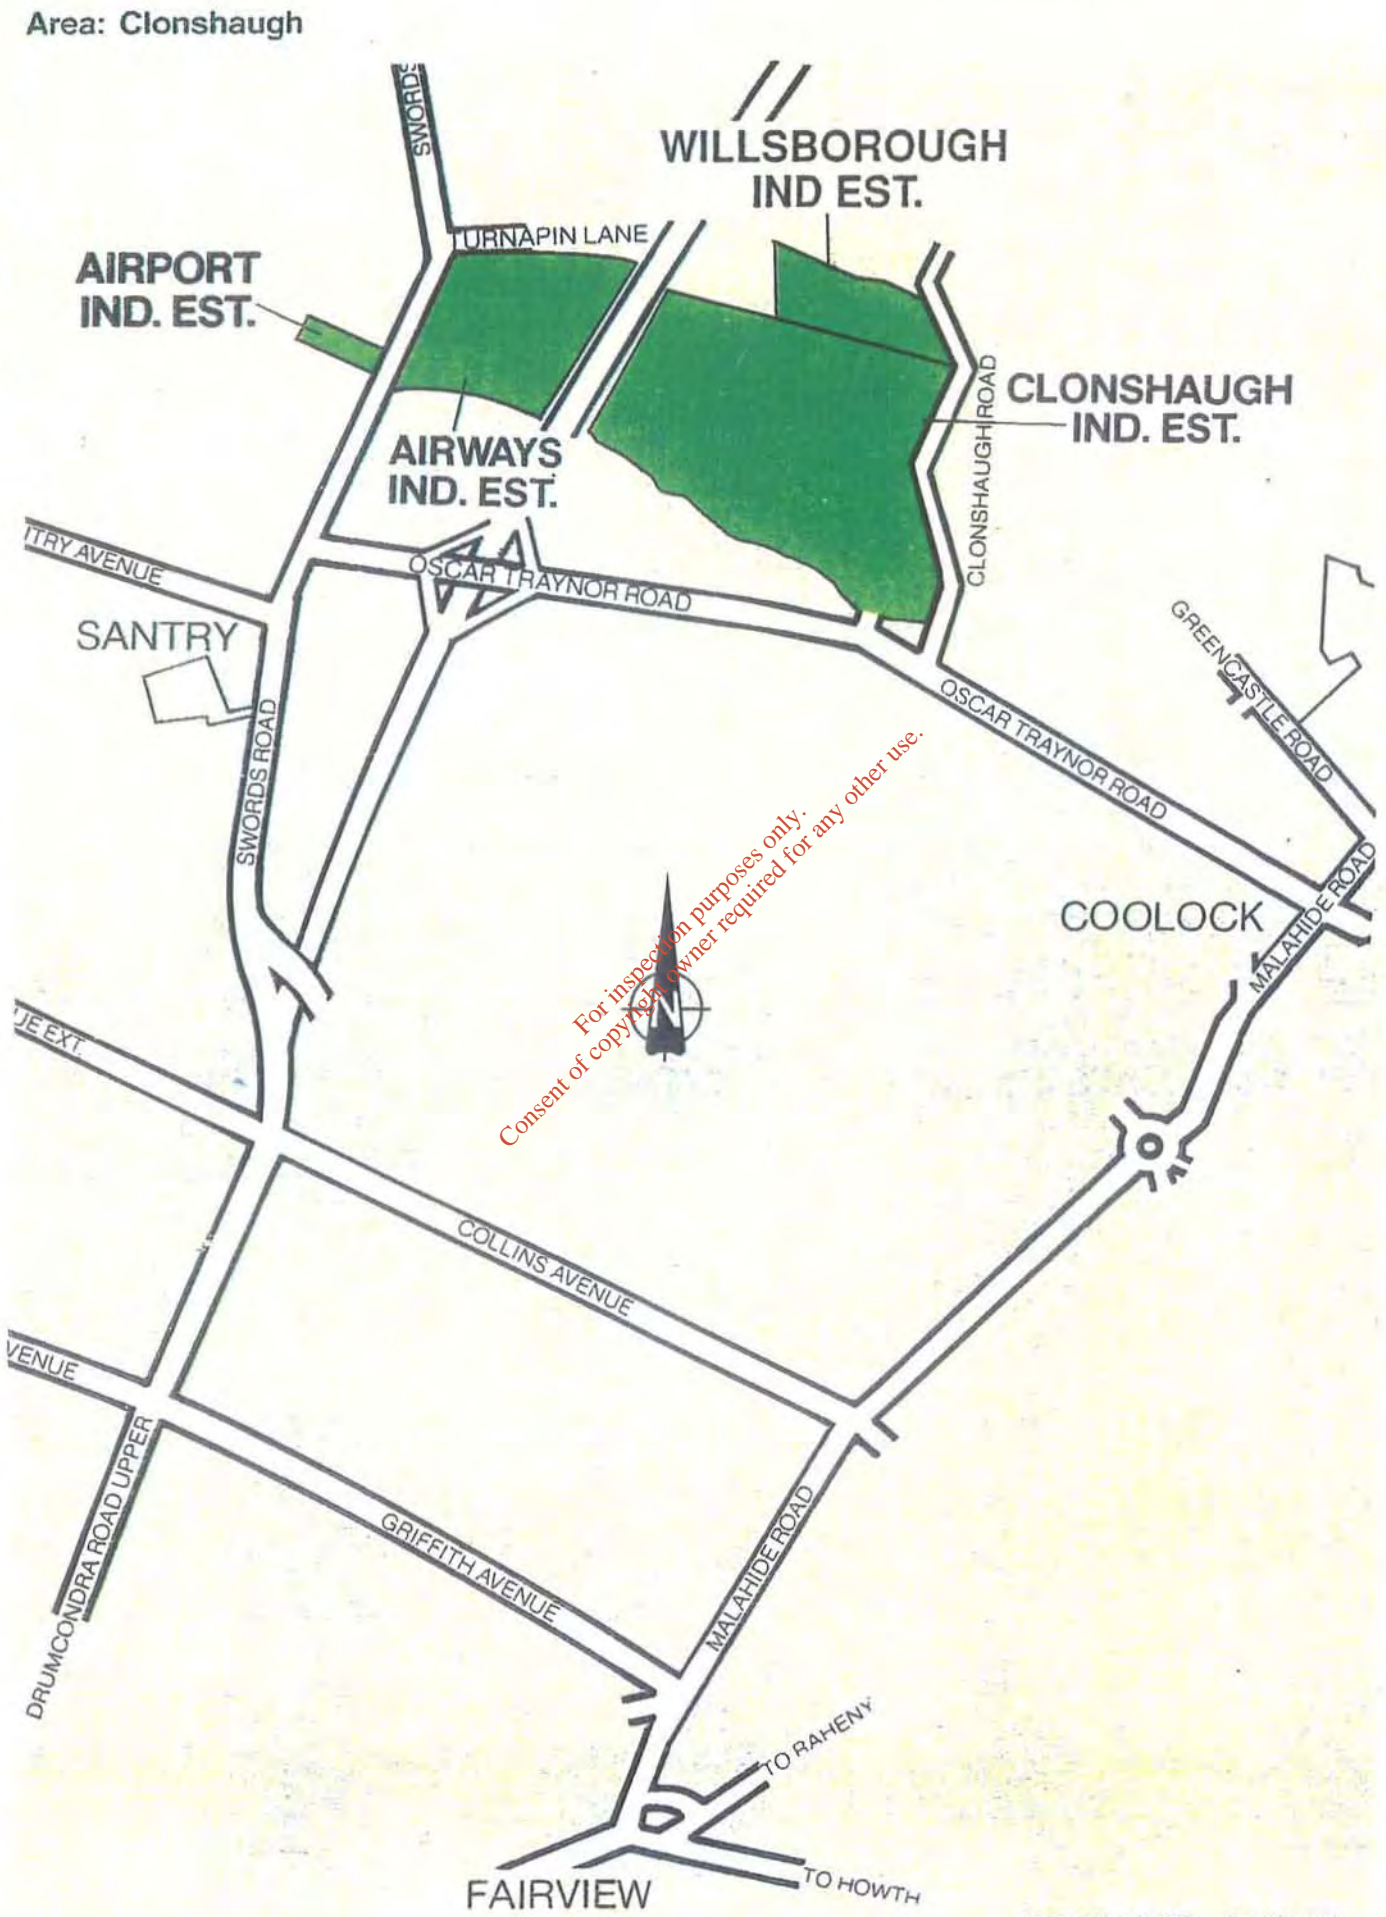 Area: Clonshaugh
SWORDS
WILLSBOROUGH
IND EST.
TURNAPIN LANE
AIRPORT
IND. EST.
CLONSHAUGH ROAD
CLONSHAUGH
IND. EST.
AIRWAYS
IND. EST.
ITRY AVENUE
OSCAR TRAYNOR ROAD
SANTRY
GREENCASTLE ROAD
OSCAR TRAYNOR ROAD
SWORDS ROAD
MALAHIDE ROAD
COOLOCK
For inspection purposes only.
Consent of copyright owner required for any other use.
N
UE EXT.
COLLINS AVENUE
VENUE
DRUMCONDRA ROAD UPPER
GRIFFITH AVENUE
MALAHIDE ROAD
TO RAHENY
TO HOWTH
FAIRVIEW